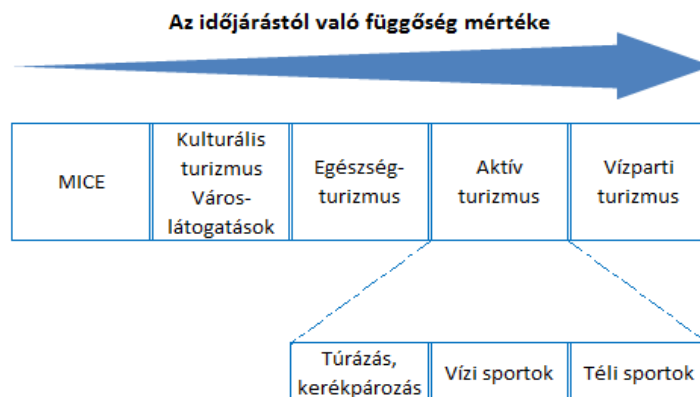 Az időjárástól való függőség mértéke
MICE
Kulturális
turizmus
Város-
látogatások
Egészség-
turizmus
Aktív
turizmus
Vízparti
turizmus
Túrázás,
kerékpározás
Vízi sportok
Téli sportok